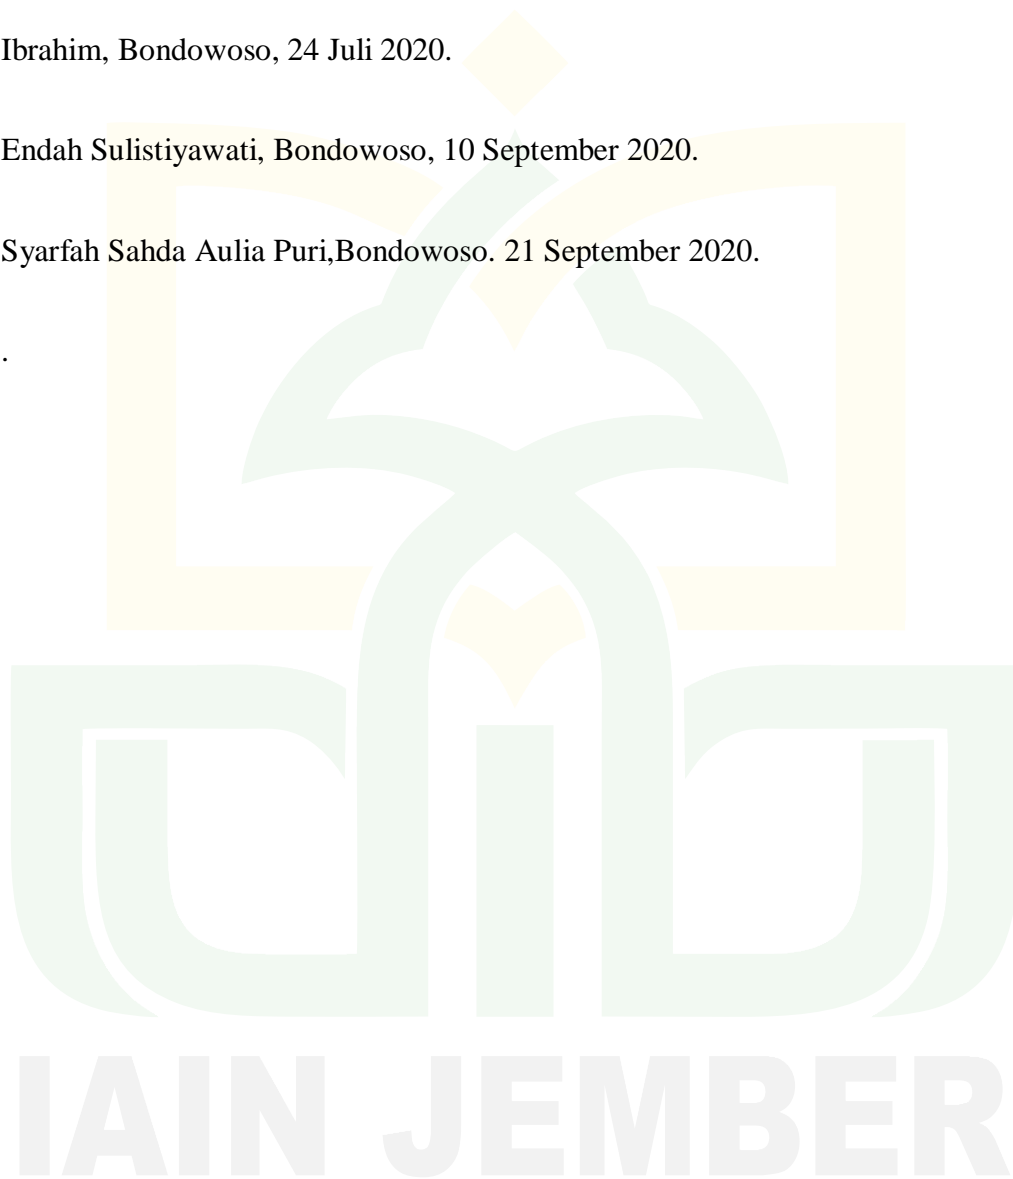 Ibrahim, Bondowoso, 24 Juli 2020.
Endah Sulistiyawati, Bondowoso, 10 September 2020.
Syarfah Sahda Aulia Puri,Bondowoso. 21 September 2020.
.
IAIN JEMBER